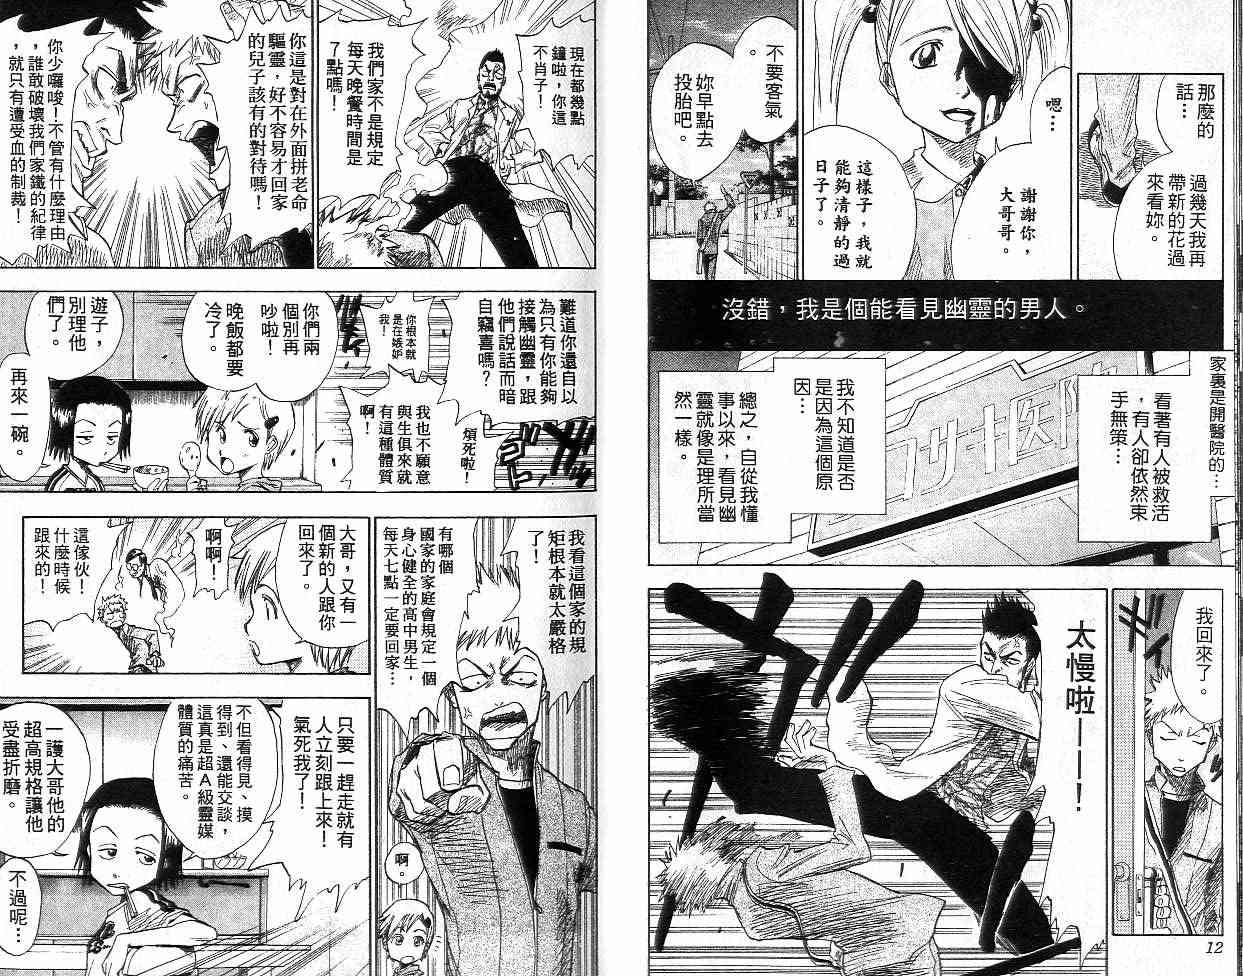 那麼的
話…
過幾天我再
帶新的花過
來看妳。
嗯…
謝謝你，
大哥哥。
這樣子，我就
能夠清靜的過
日子了。
不要客氣
妳早點去
投胎吧。
沒錯，我是個能看見幽靈的男人。
家裏是開醫院的…
看著有人被救活
，有人卻依然束
手無策…
我不知道是否
是因為這個原
因…
總之，自從我懂
事以來，看見幽
靈就像是理所當
然一樣。
クロサキ医院
我回來了。
太慢啦——！
12
現在都幾點
鐘啦，你這
不肖子！
我們家不是規定
每天晚餐時間是
7點嗎！
你這是對在外面拼老命
驅靈，好不容易才回家
的兒子該有的對待嗎！
你少囉唆！不管有什麼理由
，誰敢破壞我們家鐵的紀律
，就只有遭受血的制裁！
難道你還自以
為只有你能夠
接觸幽靈，跟
他們說話而暗
自竊喜嗎？
煩死啦！
我也不願意
與生俱來就
有這種體質
啊！
你根本就
是在嫉妒
我！
你們兩
個別再
吵啦！
晚飯都要
冷了。
遊子，
別理他
們了。
再來一碗。
我看這個家的規
矩根本就太嚴格
了！
有哪個
國家的家庭會規定一個
身心健全的高中男生，
每天七點一定要回家…
大哥，又有一
個新的人跟你
回來了。
啊啊！
這傢伙！
什麼時候
跟來的！
只要一趕走就有
人立刻跟上來！
氣死我了！
啊。
不但看得見、摸
得到、還能交談，
這真是超A級靈媒
體質的痛苦。
一護大哥他的
超高規格讓他
受盡折磨。
不過呢…